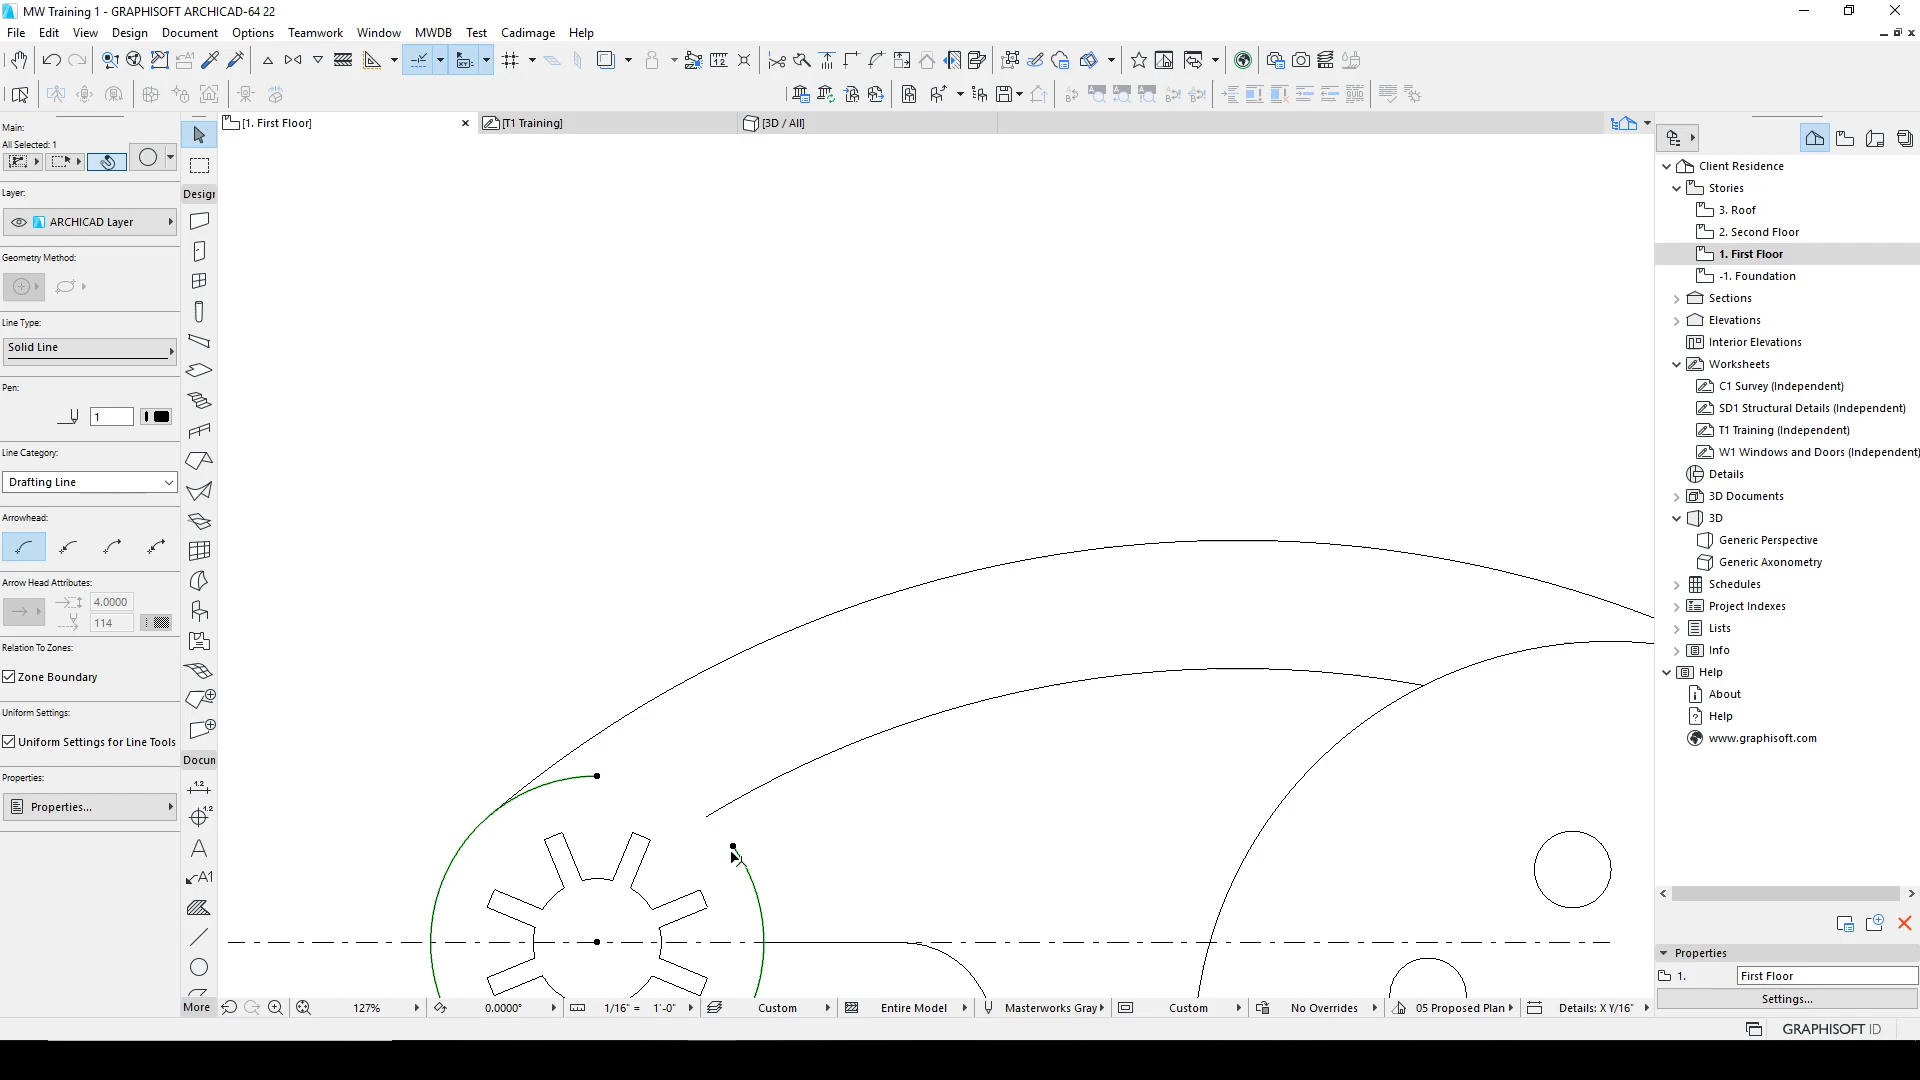 MW Training 1 - GRAPHISOFT ARCHICAD-64 22
File Edit View Design Document Options Teamwork Window MWDB Test Cadimage Help
[1. First Floor]
[T1 Training]
[3D / All]
Main:
All Selected: 1
Layer:
ARCHICAD Layer
Geometry Method:
Line Type:
Solid Line
Pen:
1
Line Category:
Drafting Line
Arrowhead:
Arrow Head Attributes:
4.0000
114
Relation To Zones:
Zone Boundary
Uniform Settings:
Uniform Settings for Line Tools
Properties:
Properties...
Design
Docun
More
Client Residence
Stories
3. Roof
2. Second Floor
1. First Floor
-1. Foundation
Sections
Elevations
Interior Elevations
Worksheets
C1 Survey (Independent)
SD1 Structural Details (Independent)
T1 Training (Independent)
W1 Windows and Doors (Independent)
Details
3D Documents
3D
Generic Perspective
Generic Axonometry
Schedules
Project Indexes
Lists
Info
Help
About
Help
www.graphisoft.com
Properties
1. First Floor
Settings...
127% 0.0000° 1/16" = 1'-0" Custom Entire Model Masterworks Gray Custom No Overrides 05 Proposed Plan Details: X Y/16"
GRAPHISOFT ID